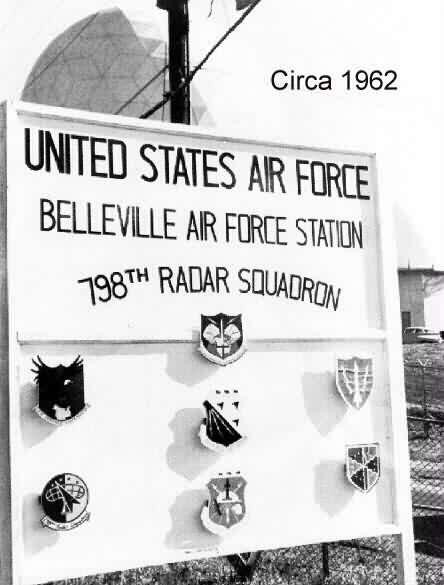 Circa 1962
UNITED STATES AIR FORCE
BELLEVILLE AIR FORCE STATION
798TH RADAR SQUADRON